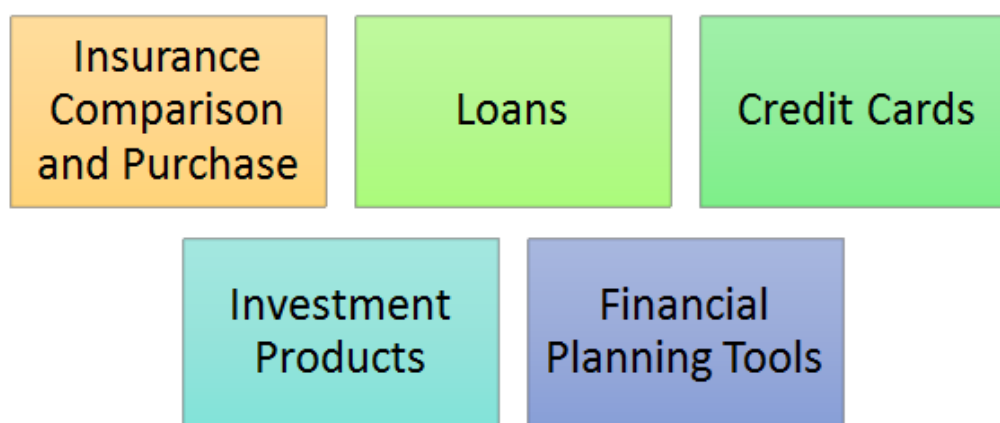 Insurance
Comparison
and Purchase
Loans
Credit Cards
Investment
Products
Financial
Planning Tools